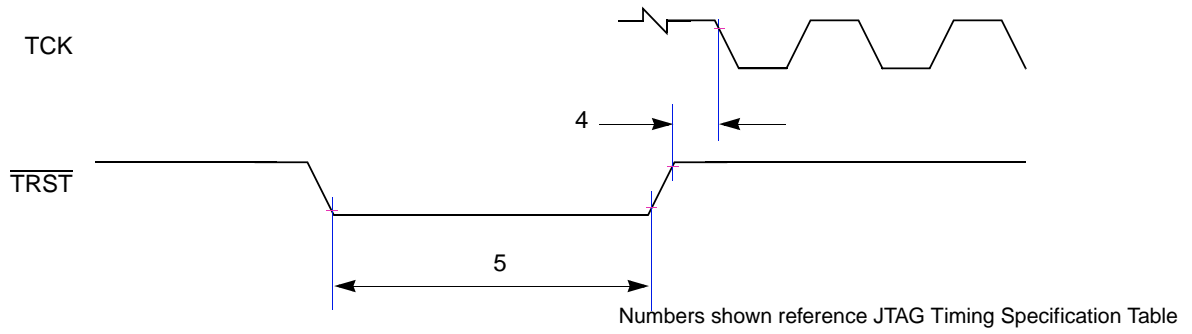 TCK
4
TRST
5
Numbers shown reference JTAG Timing Specification Table